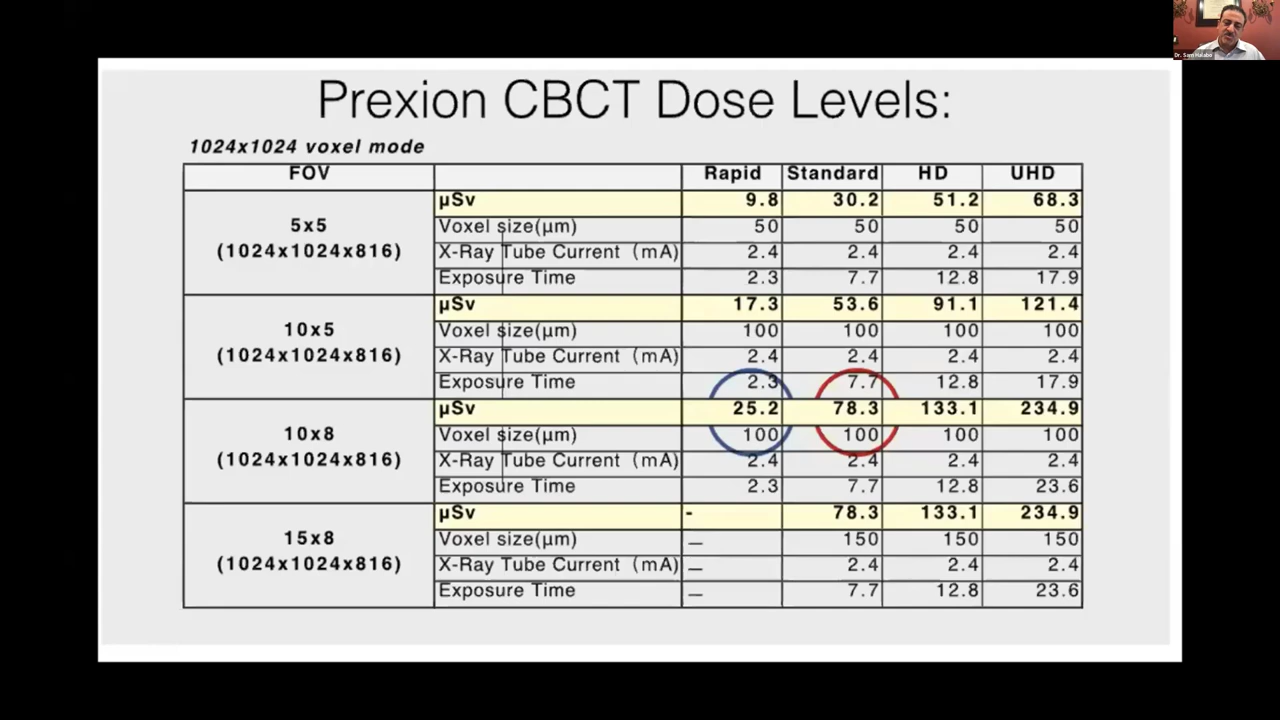 Prexion CBCT Dose Levels:
1024x1024 voxel mode
FOV Rapid Standard HD UHD
5x5
(1024x1024x816)
µSv 9.8 30.2 51.2 68.3
Voxel size(µm) 50 50 50 50
X-Ray Tube Current (mA) 2.4 2.4 2.4 2.4
Exposure Time 2.3 7.7 12.8 17.9
10x5
(1024x1024x816)
µSv 17.3 53.6 91.1 121.4
Voxel size(µm) 100 100 100 100
X-Ray Tube Current (mA) 2.4 2.4 2.4 2.4
Exposure Time 2.3 7.7 12.8 17.9
10x8
(1024x1024x816)
µSv 25.2 78.3 133.1 234.9
Voxel size(µm) 100 100 100 100
X-Ray Tube Current (mA) 2.4 2.4 2.4 2.4
Exposure Time 2.3 7.7 12.8 23.6
15x8
(1024x1024x816)
µSv - 78.3 133.1 234.9
Voxel size(µm) — 150 150 150
X-Ray Tube Current (mA) — 2.4 2.4 2.4
Exposure Time — 7.7 12.8 23.6
Dr. Sam Halabo